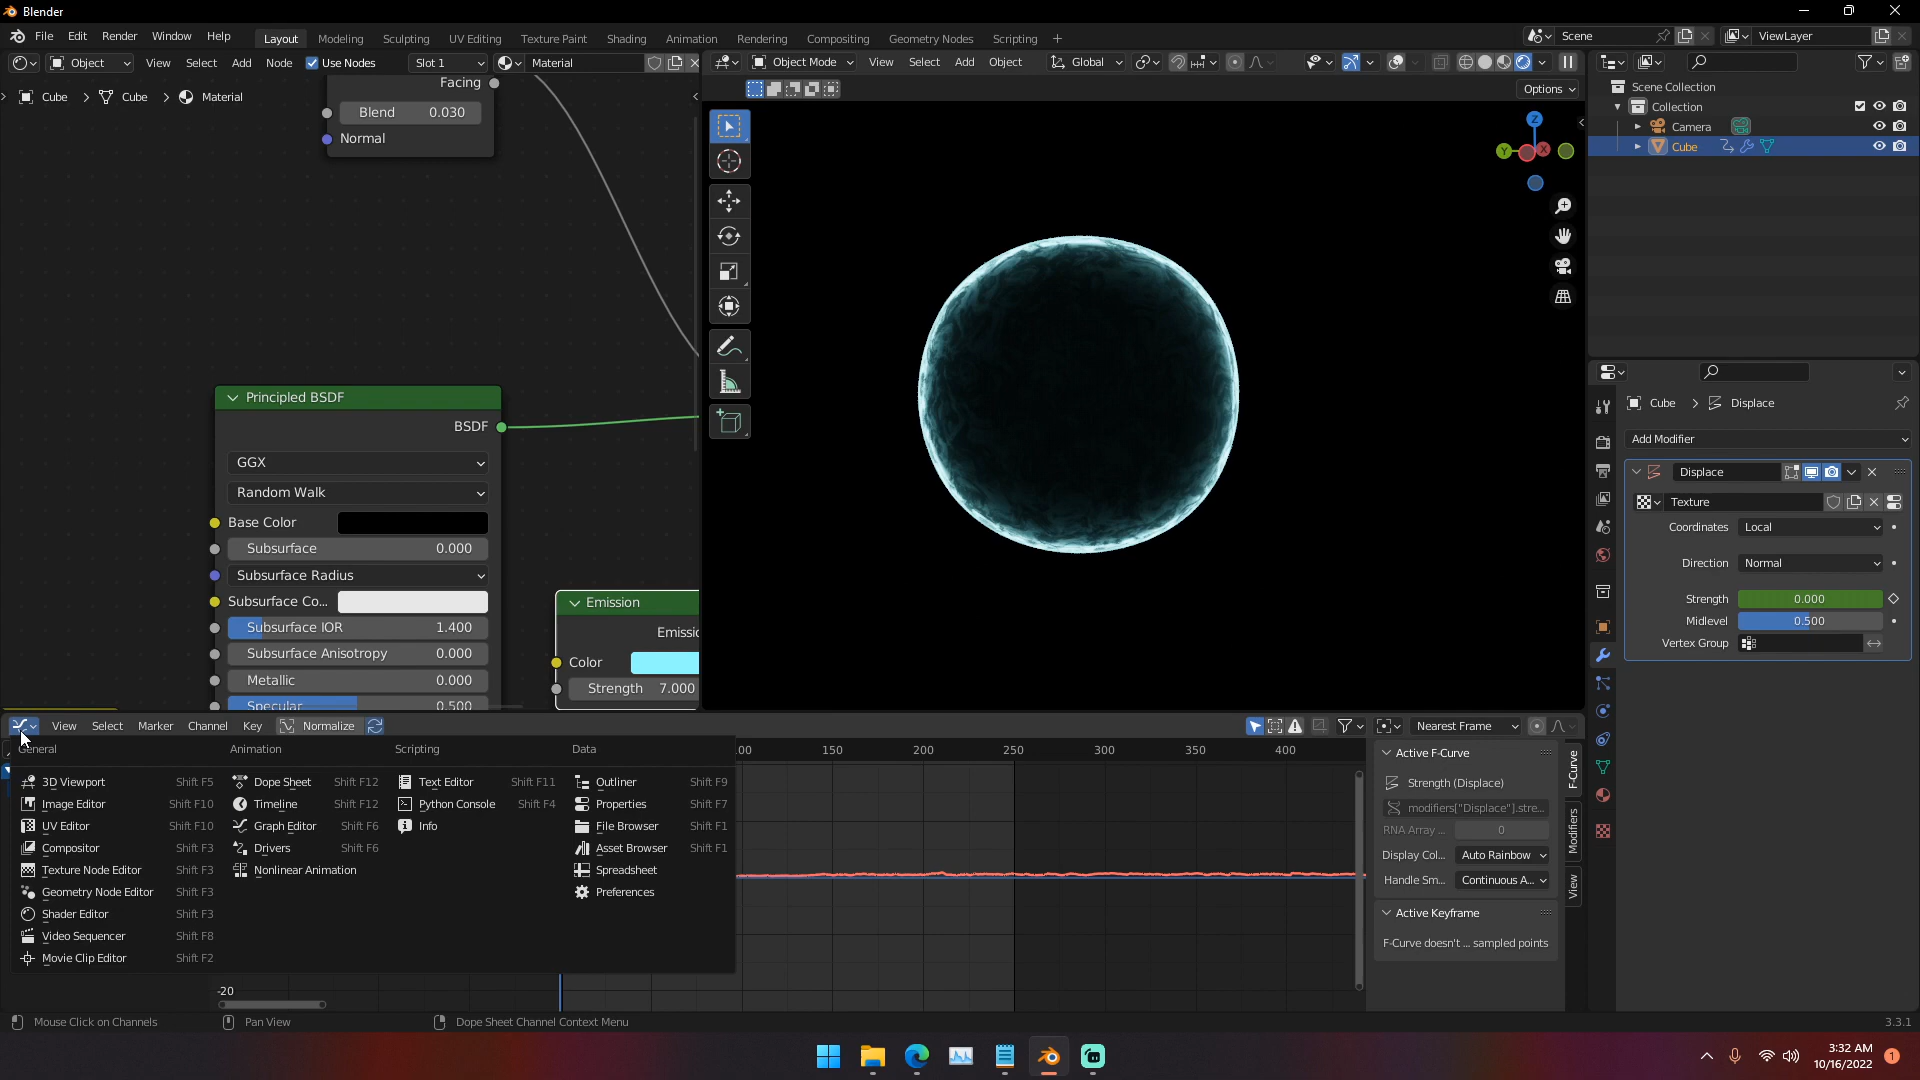 Blender
File Edit Render Window Help Layout Modeling Sculpting UV Editing Texture Paint Shading Animation Rendering Compositing Geometry Nodes Scripting + Scene ViewLayer
Object View Select Add Node Use Nodes Slot 1 Material
Object Mode View Select Add Object Global
Options
Cube > Cube > Material
Facing
Blend 0.030
Normal
Principled BSDF
BSDF
GGX
Random Walk
Base Color
Subsurface 0.000
Subsurface Radius
Subsurface Co...
Subsurface IOR 1.400
Subsurface Anisotropy 0.000
Metallic 0.000
Specular 0.500
Emission
Color
Strength 7.000
Z
Y
X
Scene Collection
Collection
Camera
Cube
Cube > Displace
Add Modifier
Displace
Texture
Coordinates Local
Direction Normal
Strength 0.000
Midlevel 0.500
Vertex Group
View Select Marker Channel Key Normalize Nearest Frame
General
3D Viewport Shift F5
Image Editor Shift F10
UV Editor Shift F10
Compositor Shift F3
Texture Node Editor Shift F3
Geometry Node Editor Shift F3
Shader Editor Shift F3
Video Sequencer Shift F8
Movie Clip Editor Shift F2
Animation
Dope Sheet Shift F12
Timeline Shift F12
Graph Editor Shift F6
Drivers Shift F6
Nonlinear Animation
Scripting
Text Editor Shift F11
Python Console Shift F4
Info
Data
Outliner Shift F9
Properties Shift F7
File Browser Shift F1
Asset Browser Shift F1
Spreadsheet
Preferences
00 150 200 250 300 350 400
-20
Active F-Curve
Strength (Displace)
modifiers["Displace"].stre...
RNA Array ... 0
Display Col... Auto Rainbow
Handle Sm... Continuous A...
Active Keyframe
F-Curve doesn't ... sampled points
F-Curve
Modifiers
View
Mouse Click on Channels Pan View Dope Sheet Channel Context Menu 3.3.1
3:32 AM
10/16/2022
1